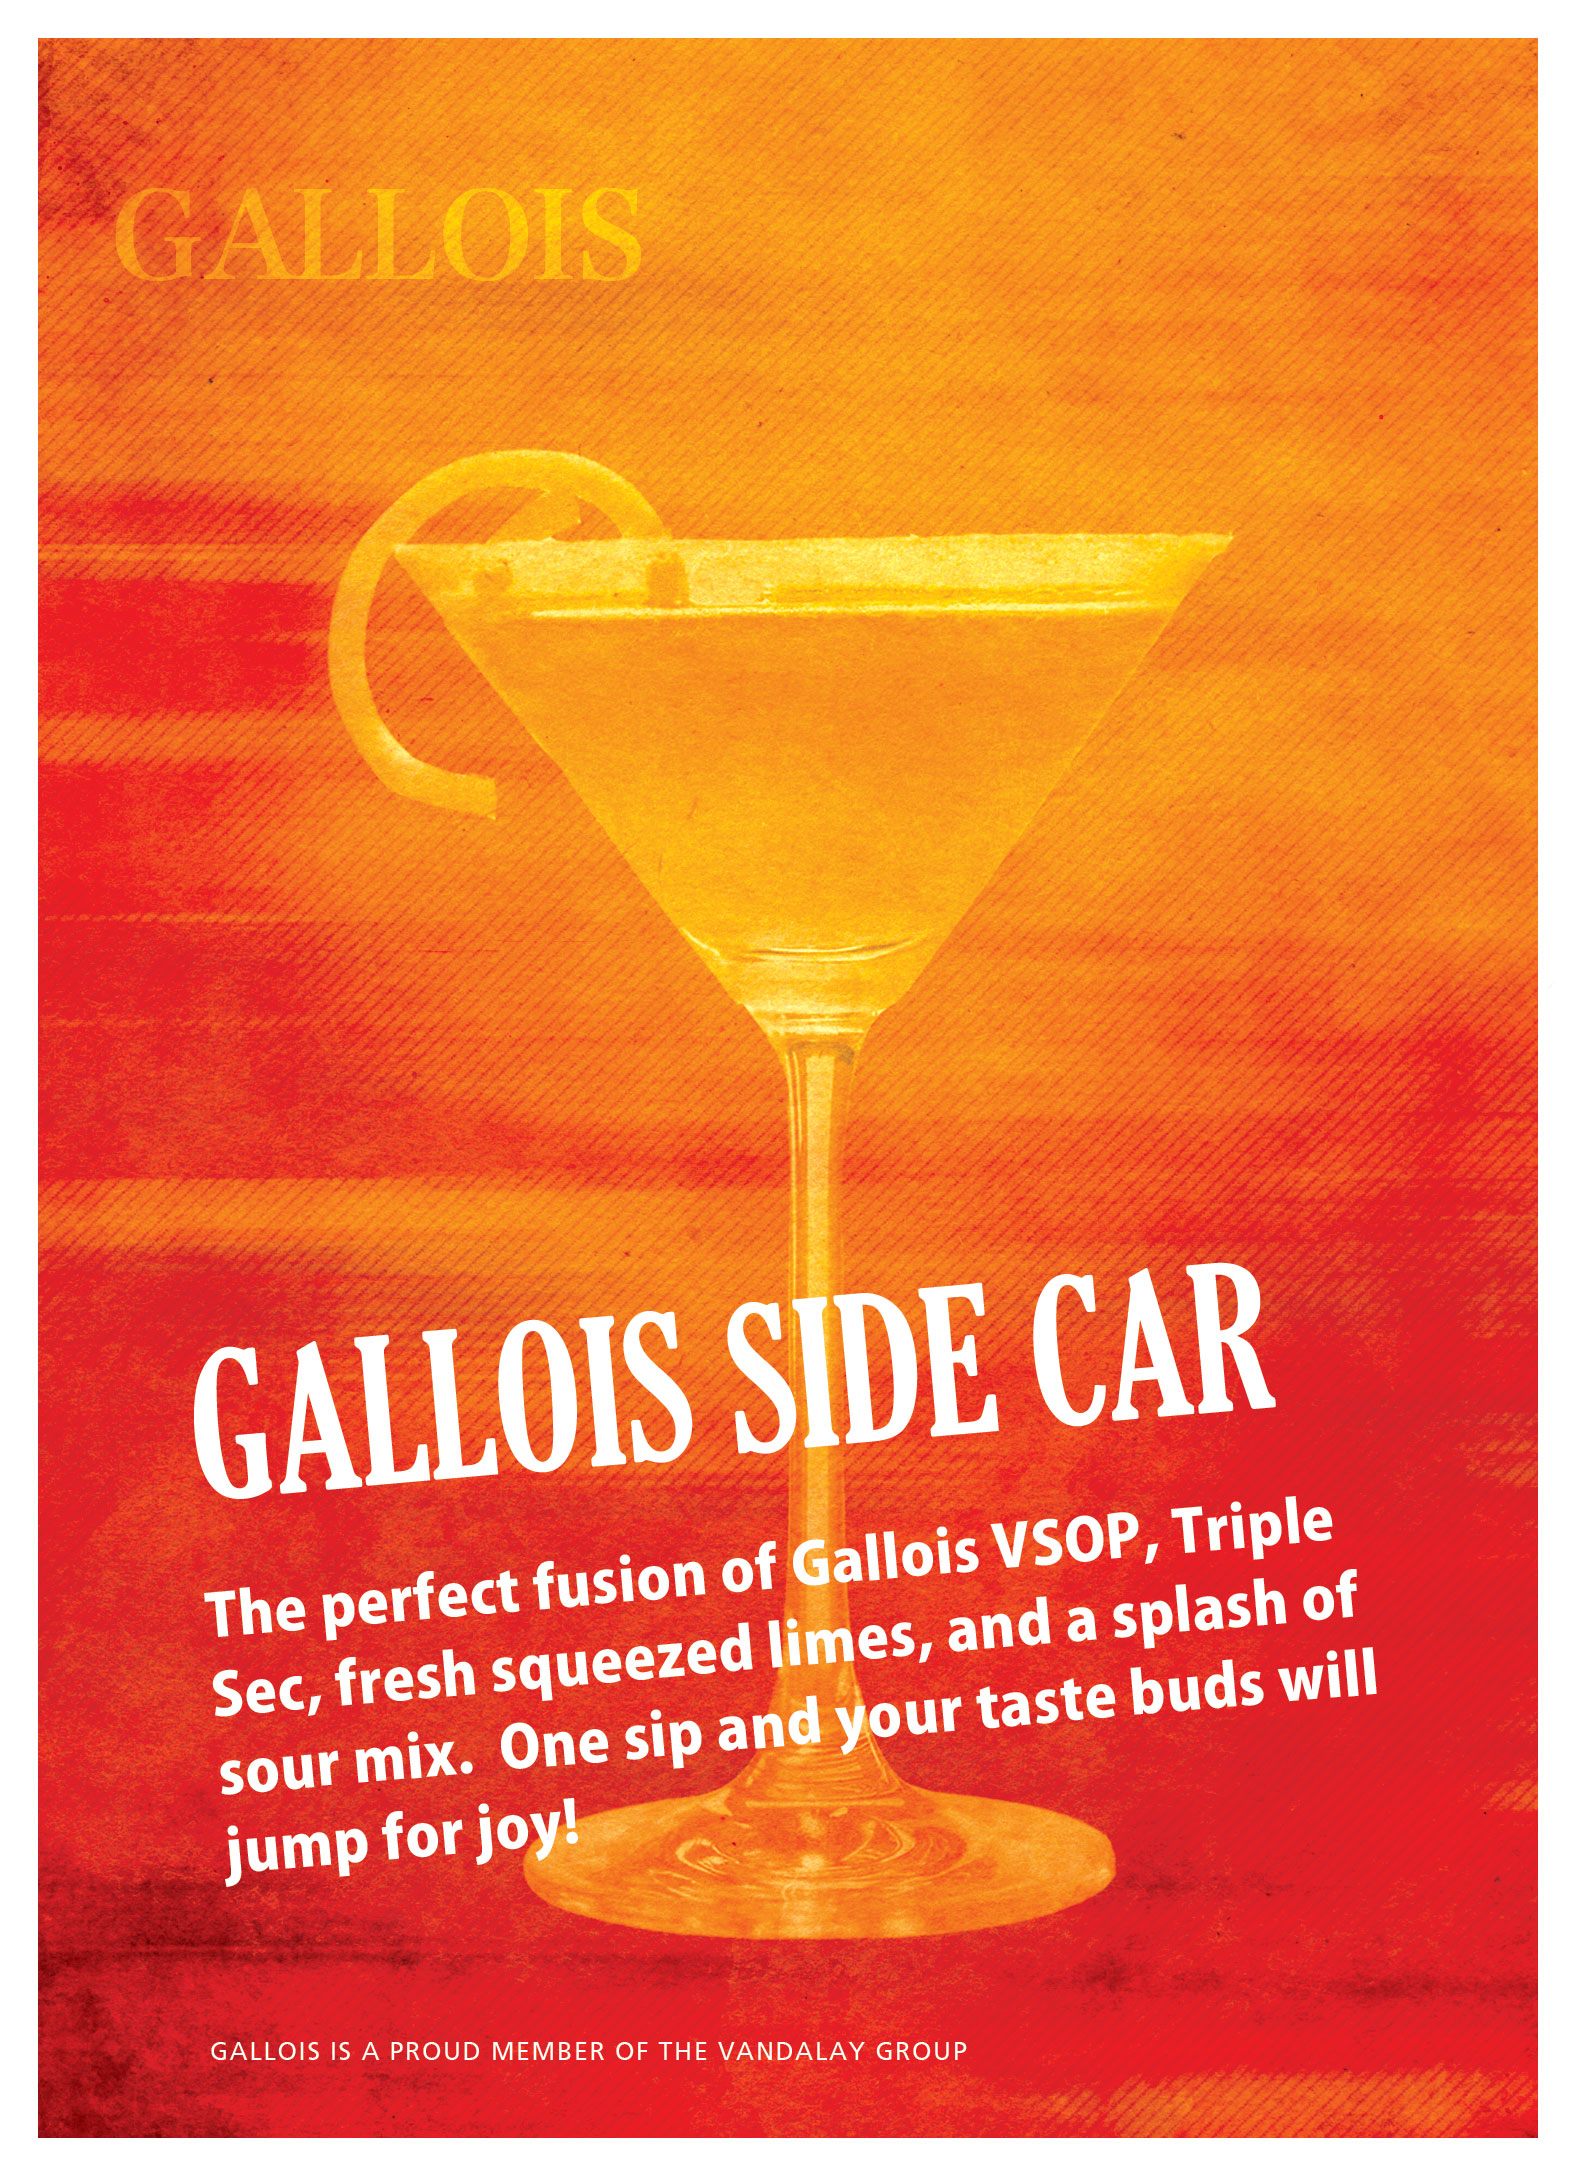 GALLOIS
GALLOIS SIDE CAR
The perfect fusion of Gallois VSOP, Triple
Sec, fresh squeezed limes, and a splash of
sour mix.  One sip and your taste buds will
jump for joy!
GALLOIS IS A PROUD MEMBER OF THE VANDALAY GROUP